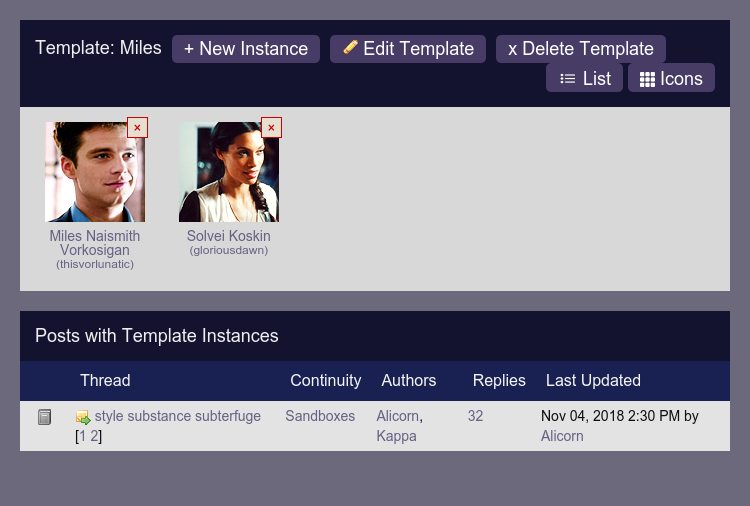 Template: Miles + New Instance Edit Template x Delete Template
List Icons
× ×
Miles Naismith Solvei Koskin
Vorkosigan (gloriousdawn)
(thisvorlunatic)
Posts with Template Instances
Thread Continuity Authors Replies Last Updated
style substance subterfuge Sandboxes Alicorn, 32 Nov 04, 2018 2:30 PM by
[1 2] Kappa Alicorn